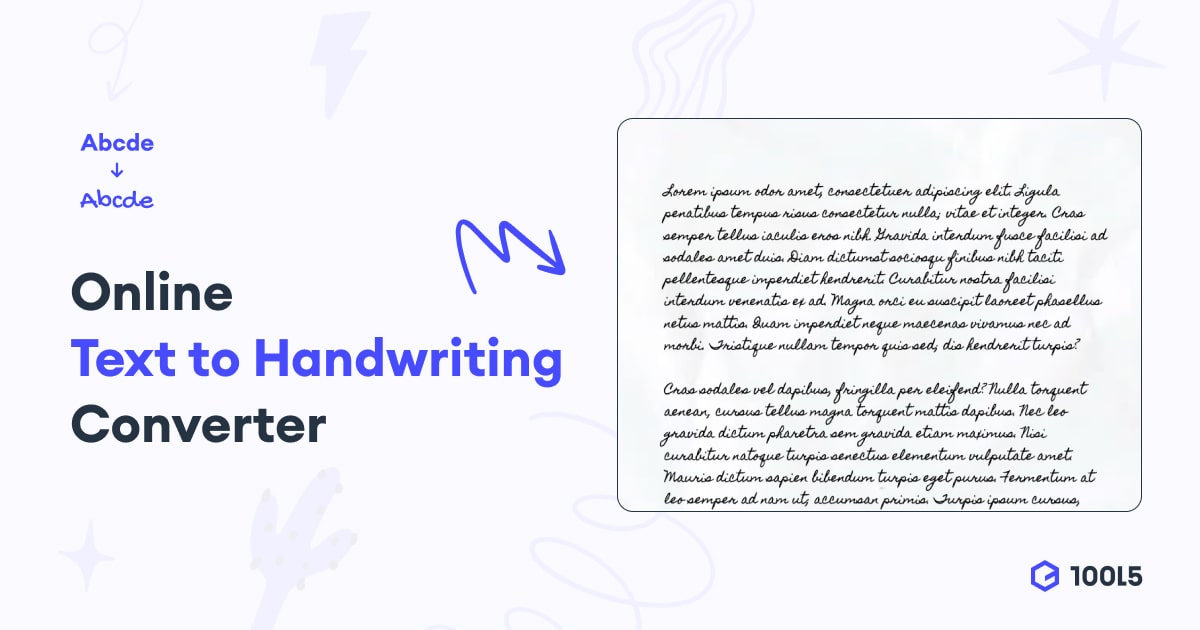 Abcde
Abcde
Online
Text to Handwriting
Converter
Lorem ipsum odor amet, consectetuer adipiscing elit. Ligula
penatibus tempus risus consectetur nulla; vitae et integer. Cras
semper tellus iaculis eros nibh. Gravida interdum fusce facilisi ad
sodales amet duis. Diam dictumst sociosqu finibus nibh taciti
pellentesque imperdiet hendrerit. Curabitur nostra facilisi
interdum venenatis ex ad. Magna orci eu suscipit laoreet phasellus
netus mattis. Quam imperdiet neque maecenas vivamus nec ad
morbi. Tristique nullam tempor quis sed; dis hendrerit turpis?
Cras sodales vel dapibus, fringilla per eleifend? Nulla torquent
aenean, cursus tellus magna torquent mattis dapibus. Nec leo
gravida dictum pharetra sem gravida etiam maximus. Nisi
curabitur natoque turpis senectus elementum vulputate amet.
Mauris dictum sapien bibendum turpis eget purus. Fermentum at
leo semper ad nam ut; accumsan primis. Turpis ipsum cursus,
10015